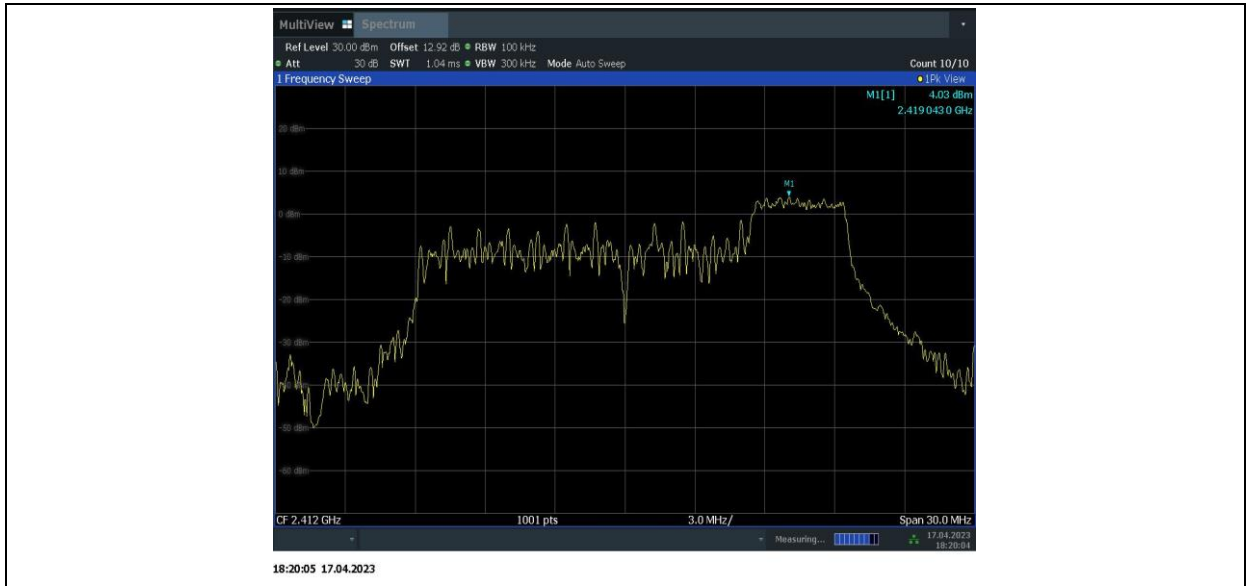 MultiView Spectrum
Ref Level 30.00 dBm Offset 12.92 dB RBW 100 kHz
Att 30 dB SWT 1.04 ms VBW 300 kHz Mode Auto Sweep Count 10/10
1 Frequency Sweep 1Pk View
M1[1] 4.03 dBm
2.419 043 0 GHz
20 dBm
10 dBm
M1
0 dBm
-10 dBm
-20 dBm
-30 dBm
-50 dBm
-60 dBm
CF 2.412 GHz 1001 pts 3.0 MHz/ Span 30.0 MHz
Measuring... 17.04.2023
18:20:04
18:20:05 17.04.2023